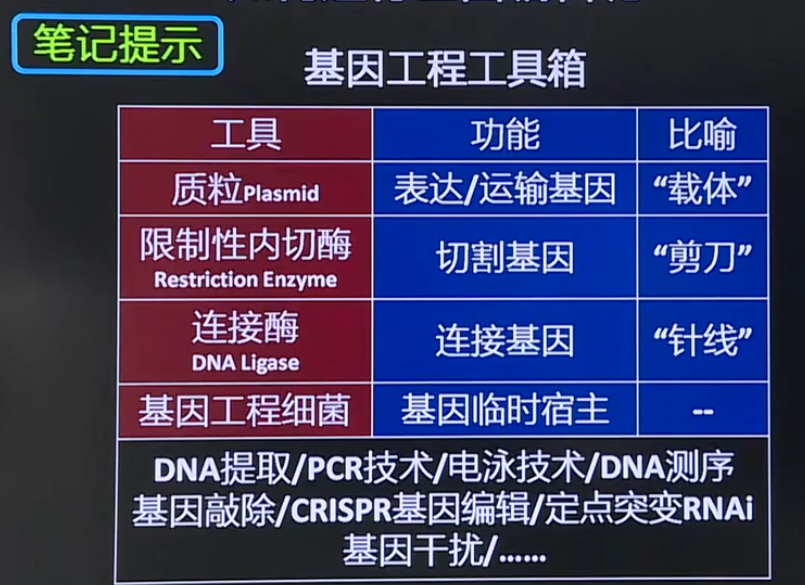 笔记提示
基因工程工具箱
工具 功能 比喻
质粒Plasmid 表达/运输基因 “载体”
限制性内切酶
Restriction Enzyme 切割基因 “剪刀”
连接酶
DNA Ligase 连接基因 “针线”
基因工程细菌 基因临时宿主 --
DNA提取/PCR技术/电泳技术/DNA测序
基因敲除/CRISPR基因编辑/定点突变RNAi
基因干扰/......